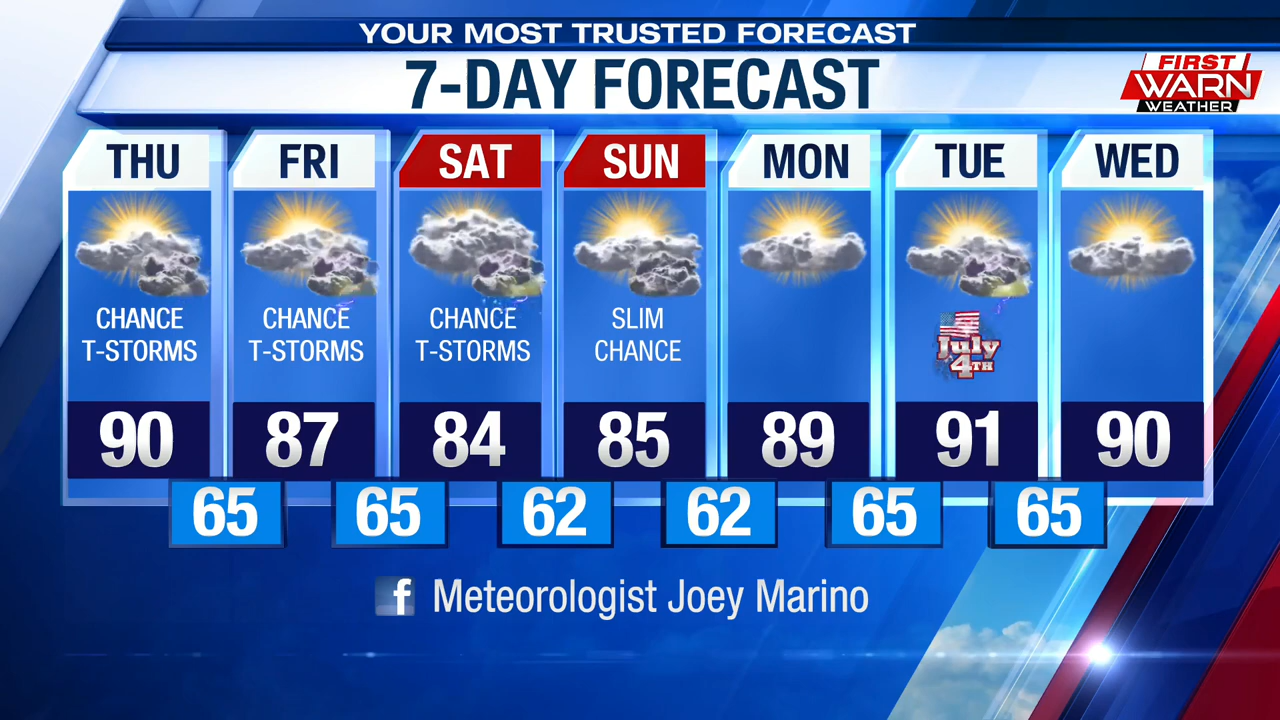 YOUR MOST TRUSTED FORECAST
7-DAY FORECAST
FIRST
WARN
WEATHER
THU
FRI
SAT
SUN
MON
TUE
WED
CHANCE
T-STORMS
CHANCE
T-STORMS
CHANCE
T-STORMS
SLIM
CHANCE
July
4TH
90
87
84
85
89
91
90
65
65
62
62
65
65
f
Meteorologist Joey Marino